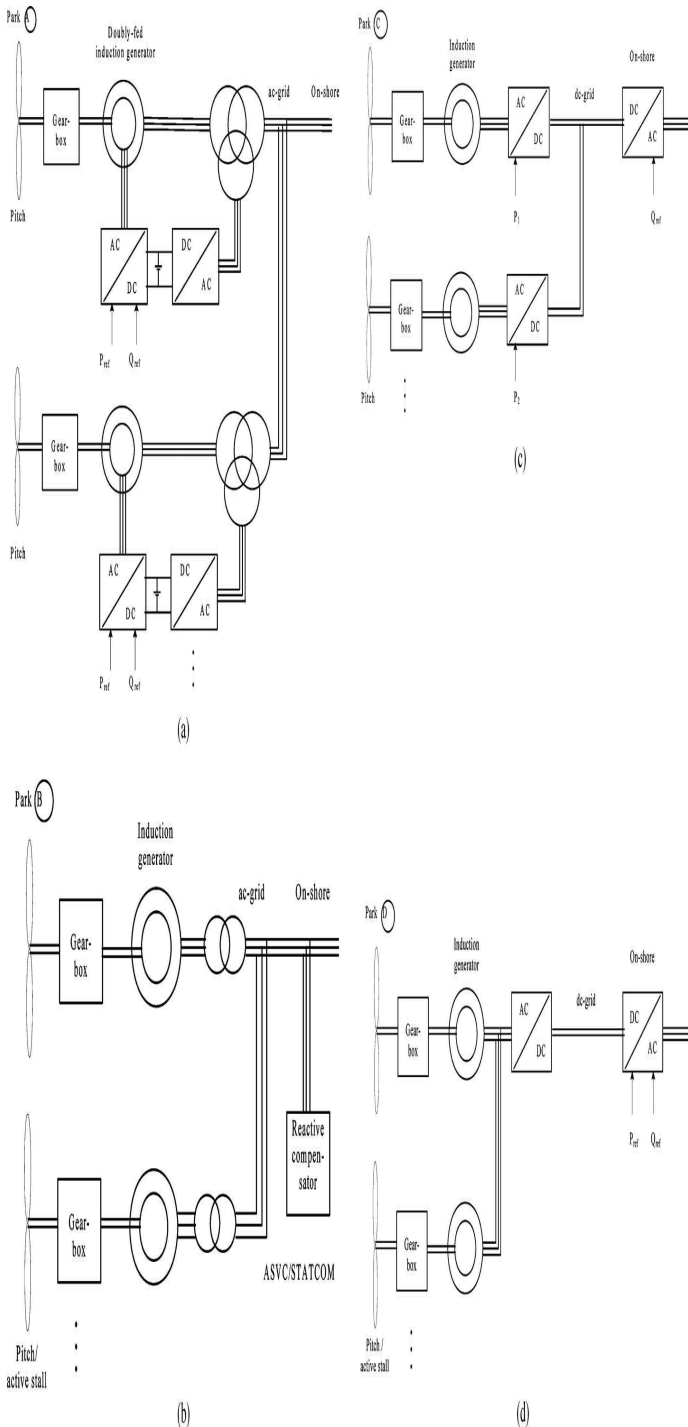 Park A
Doubly-fed
induction generator
ac-grid
On-shore
Gear-
box
Pitch
AC
DC
DC
AC
Pref
Qref
Gear-
box
Pitch
AC
DC
DC
AC
Pref
Qref
(a)
Park C
Induction
generator
dc-grid
On-shore
Gear-
box
AC
DC
DC
AC
P1
Qref
Gear-
box
AC
DC
Pitch
P2
(c)
Park B
Induction
generator
ac-grid
On-shore
Gear-
box
Reactive
compen-
sator
Gear-
box
ASVC/STATCOM
Pitch/
active stall
(b)
Park D
Induction
generator
dc-grid
On-shore
Gear-
box
AC
DC
DC
AC
Pref
Qref
Gear-
box
Pitch /
active stall
(d)